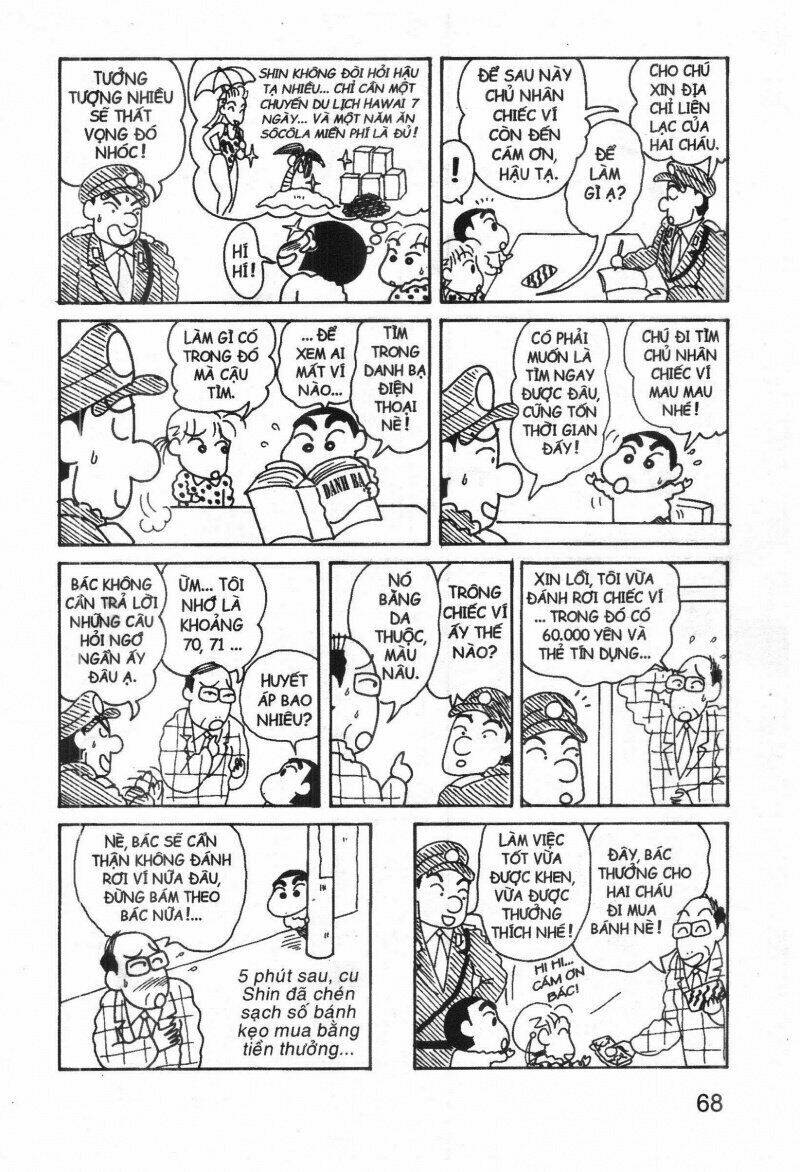 CHO CHÚ
XIN ĐỊA
CHỈ LIÊN
LẠC CỦA
HAI CHÁU.
ĐỂ
LÀM
GÌ Ạ?
ĐỂ SAU NÀY
CHỦ NHÂN
CHIẾC VÍ
CÒN ĐẾN
CÁM ƠN,
HẬU TẠ.
!
SHIN KHÔNG ĐÒI HỎI HẬU
TẠ NHIỀU... CHỈ CẦN MỘT
CHUYẾN DU LỊCH HAWAI 7
NGÀY... VÀ MỘT NĂM ĂN
SÔCÔLA MIỄN PHÍ LÀ ĐỦ!
HÍ
HÍ!
TƯỞNG
TƯỢNG NHIỀU
SẼ THẤT
VỌNG ĐÓ
NHÓC!
CHÚ ĐI TÌM
CHỦ NHÂN
CHIẾC VÍ
MAU MAU
NHÉ!
CÓ PHẢI
MUỐN LÀ
TÌM NGAY
ĐƯỢC ĐÂU,
CŨNG TỐN
THỜI GIAN
ĐẤY!
TÌM
TRONG
DANH BẠ
ĐIỆN
THOẠI
NÈ!
... ĐỂ
XEM AI
MẤT VÍ
NÀO...
LÀM GÌ CÓ
TRONG ĐÓ
MÀ CẬU
TÌM.
DANH BẠ
XIN LỖI, TÔI VỪA
ĐÁNH RƠI CHIẾC VÍ
... TRONG ĐÓ CÓ
60.000 YÊN VÀ
THẺ TÍN DỤNG...
TRÔNG
CHIẾC VÍ
ẤY THẾ
NÀO?
NÓ
BẰNG
DA
THUỘC,
MÀU
NÂU.
HUYẾT
ÁP BAO
NHIÊU?
ỪM... TÔI
NHỚ LÀ
KHOẢNG
70, 71 ...
BÁC KHÔNG
CẦN TRẢ LỜI
NHỮNG CÂU
HỎI NGỚ
NGẨN ẤY
ĐÂU Ạ.
ĐÂY, BÁC
THƯỞNG CHO
HAI CHÁU
ĐI MUA
BÁNH NÈ!
LÀM VIỆC
TỐT VỪA
ĐƯỢC KHEN,
VỪA ĐƯỢC
THƯỞNG
THÍCH NHÉ!
HI HI...
CÁM ƠN
BÁC!
NÈ, BÁC SẼ CẨN
THẬN KHÔNG ĐÁNH
RƠI VÍ NỮA ĐÂU,
ĐỪNG BÁM THEO
BÁC NỮA!...
5 phút sau, cu
Shin đã chén
sạch số bánh
kẹo mua bằng
tiền thưởng...
68